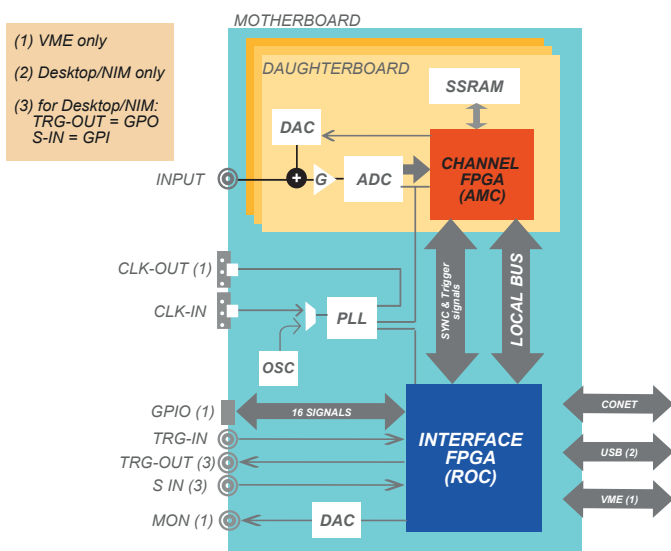 MOTHERBOARD
(1) VME only
(2) Desktop/NIM only
(3) for Desktop/NIM:
TRG-OUT = GPO
S-IN = GPI
DAUGHTERBOARD
SSRAM
DAC
CHANNEL
FPGA
(AMC)
INPUT
+
G
ADC
CLK-OUT (1)
CLK-IN
PLL
OSC
SYNC & Trigger
signals
LOCAL BUS
GPIO (1)
16 SIGNALS
TRG-IN
TRG-OUT (3)
S IN (3)
MON (1)
DAC
INTERFACE
FPGA
(ROC)
CONET
USB (2)
VME (1)